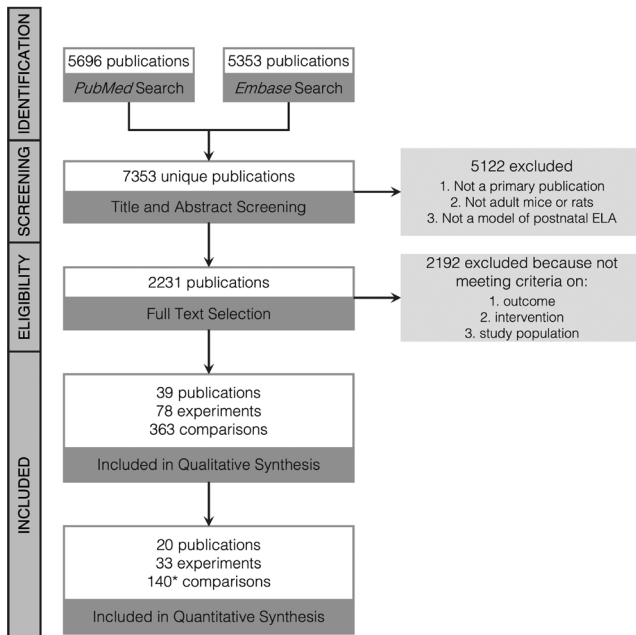 IDENTIFICATION
5696 publications
PubMed Search
5353 publications
Embase Search
SCREENING
7353 unique publications
Title and Abstract Screening
5122 excluded
1. Not a primary publication
2. Not adult mice or rats
3. Not a model of postnatal ELA
ELIGIBILITY
2231 publications
Full Text Selection
2192 excluded because not
meeting criteria on:
1. outcome
2. intervention
3. study population
INCLUDED
39 publications
78 experiments
363 comparisons
Included in Qualitative Synthesis
20 publications
33 experiments
140* comparisons
Included in Quantitative Synthesis